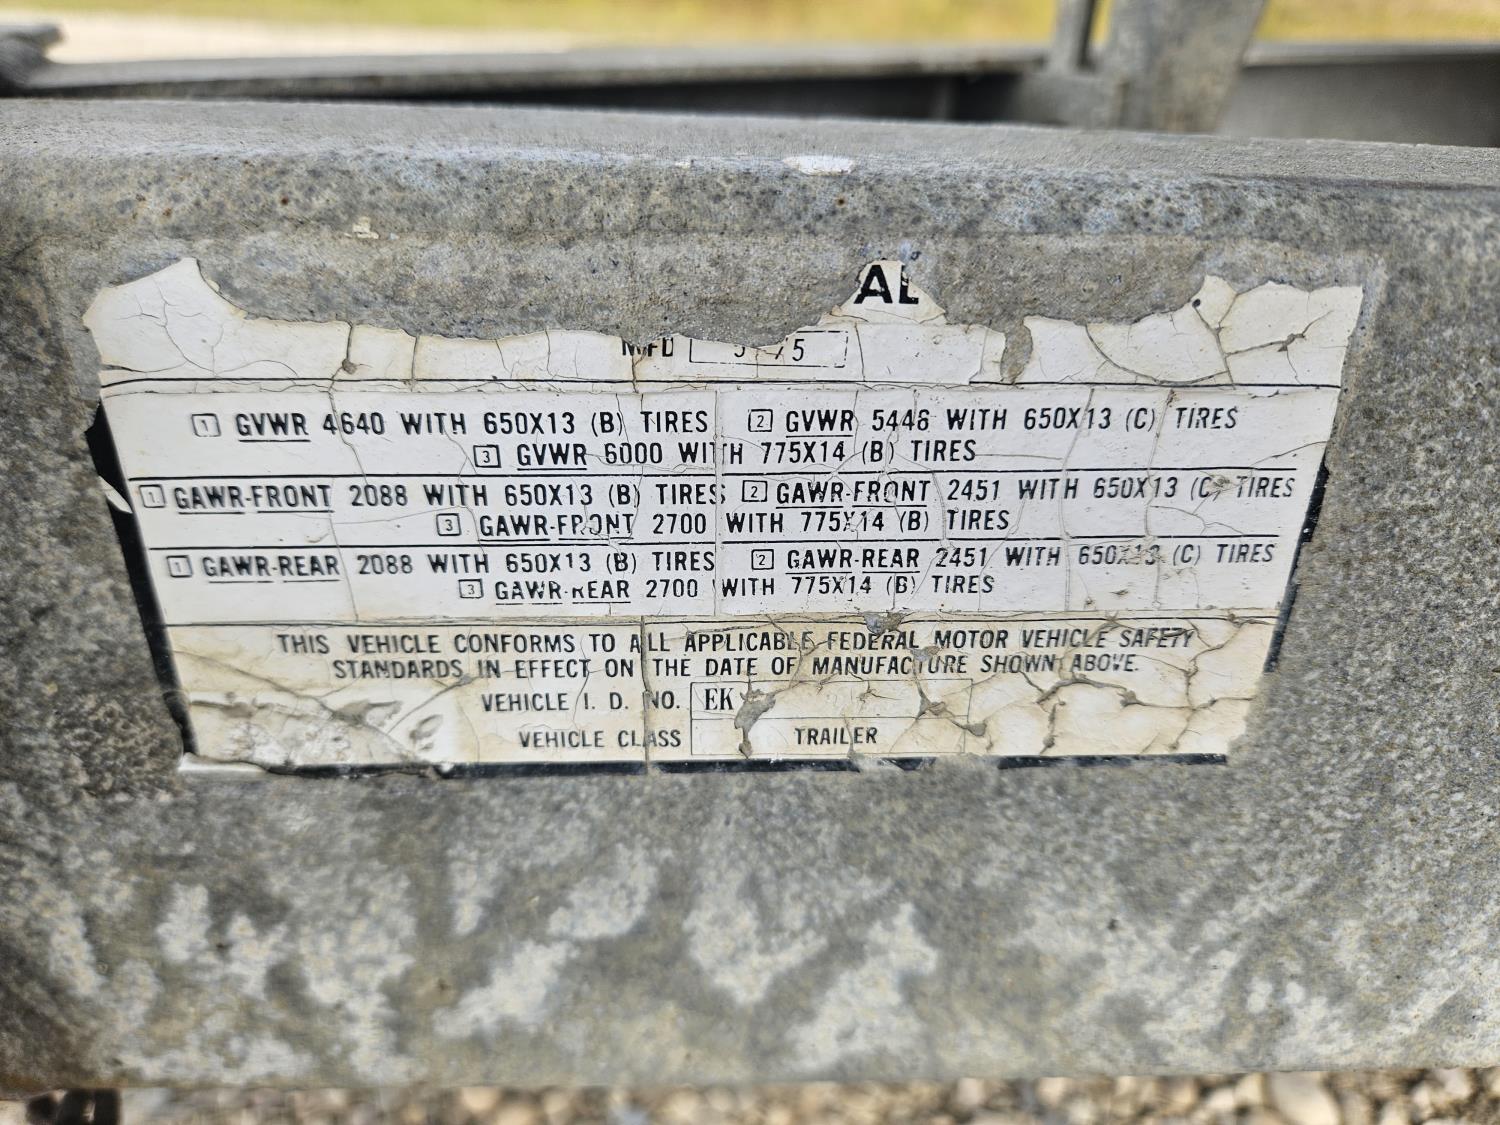 AL
MFD 5 75
1 GVWR 4640 WITH 650X13 (B) TIRES 2 GVWR 5448 WITH 650X13 (C) TIRES
3 GVWR 6000 WITH 775X14 (B) TIRES
1 GAWR-FRONT 2088 WITH 650X13 (B) TIRES 2 GAWR-FRONT 2451 WITH 650X13 (C) TIRES
3 GAWR-FRONT 2700 WITH 775X14 (B) TIRES
1 GAWR-REAR 2088 WITH 650X13 (B) TIRES 2 GAWR-REAR 2451 WITH 650X13 (C) TIRES
3 GAWR-REAR 2700 WITH 775X14 (B) TIRES
THIS VEHICLE CONFORMS TO ALL APPLICABLE FEDERAL MOTOR VEHICLE SAFETY
STANDARDS IN EFFECT ON THE DATE OF MANUFACTURE SHOWN ABOVE.
VEHICLE I. D. NO. EK
VEHICLE CLASS TRAILER